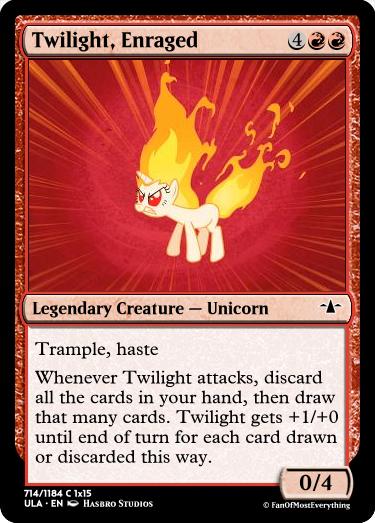 Twilight, Enraged 4
Legendary Creature — Unicorn
Trample, haste
Whenever Twilight attacks, discard
all the cards in your hand, then draw
that many cards. Twilight gets +1/+0
until end of turn for each card drawn
or discarded this way.
0/4
714/1184 C 1x15
ULA • EN Hasbro Studios © FanOfMostEverything